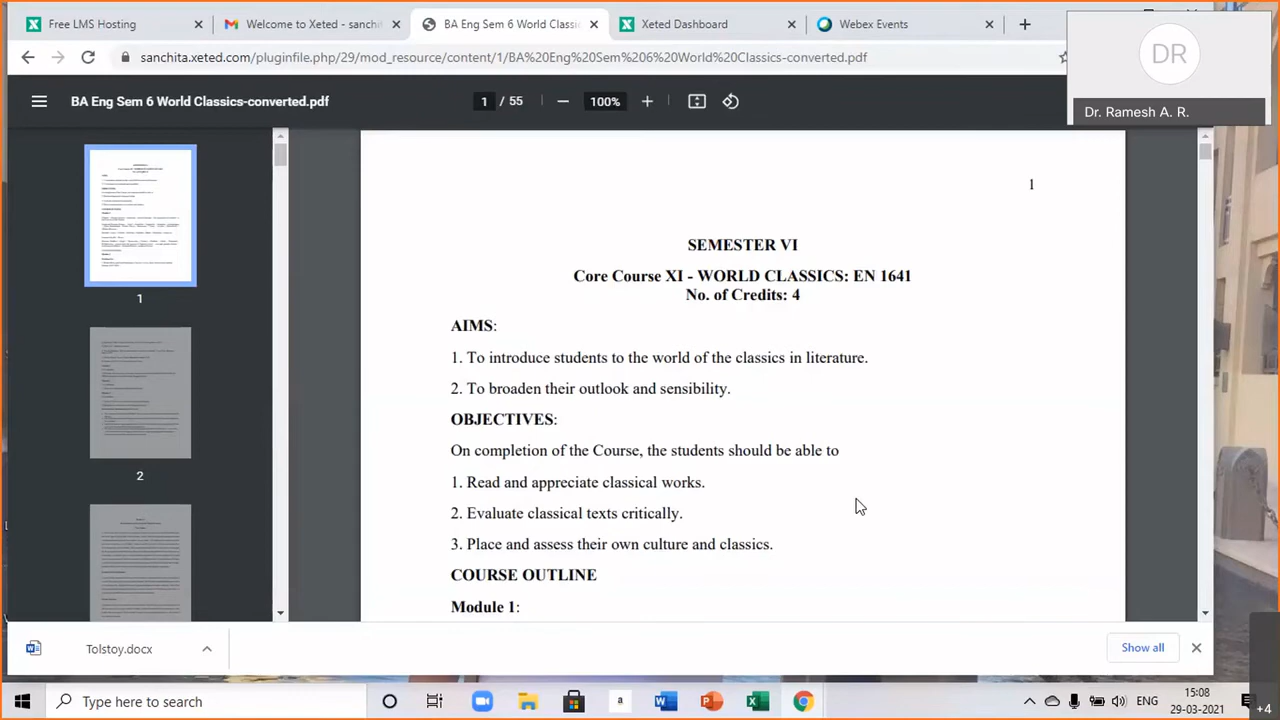 Free LMS Hosting
Welcome to Xeted - sanchit
BA Eng Sem 6 World Classic
Xeted Dashboard
Webex Events
sanchita.xeted.com/pluginfile.php/29/mod_resource/content/1/BA%20Eng%20Sem%206%20World%20Classics-converted.pdf
DR
Dr. Ramesh A. R.
BA Eng Sem 6 World Classics-converted.pdf
1 / 55
100%
1
2
1
SEMESTER VI
Core Course XI - WORLD CLASSICS: EN 1641
No. of Credits: 4
AIMS:
1. To introduce students to the world of the classics in literature.
2. To broaden their outlook and sensibility.
OBJECTIVES:
On completion of the Course, the students should be able to
1. Read and appreciate classical works.
2. Evaluate classical texts critically.
3. Place and assess their own culture and classics.
COURSE OUTLINE
Module 1:
Tolstoy.docx
Show all
Type here to search
ENG
15:08
29-03-2021
+4